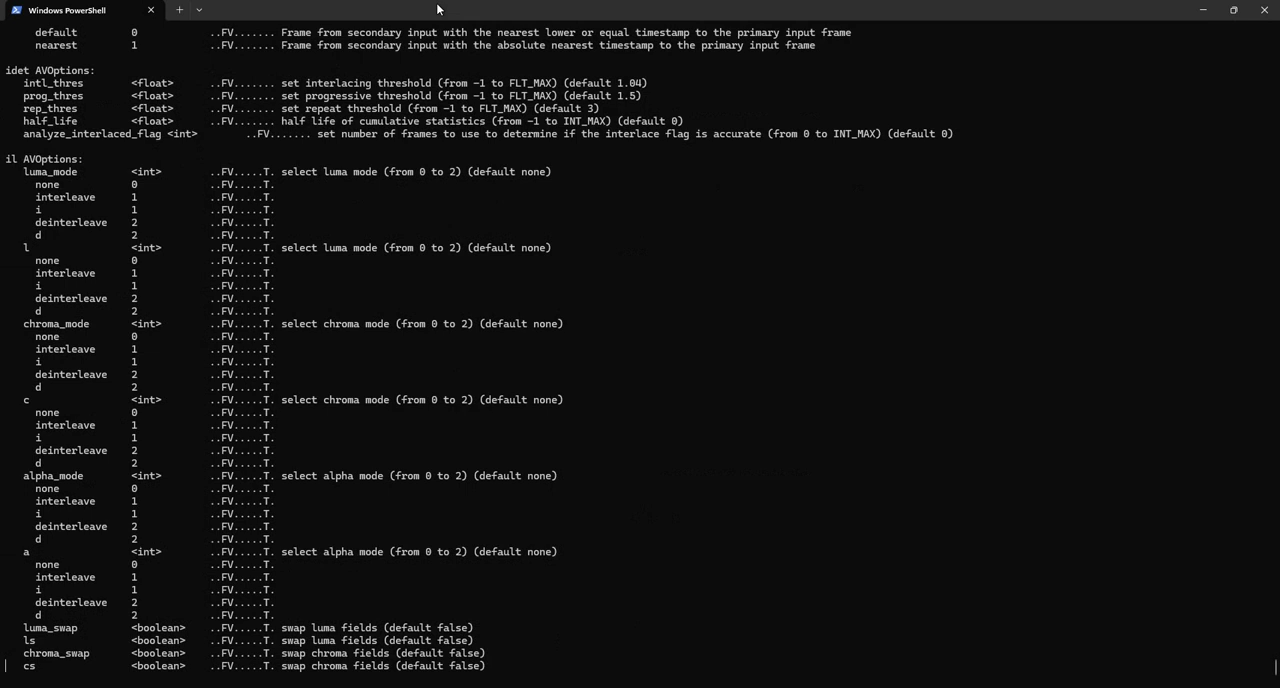 Windows PowerShell
default 0 ..FV....... Frame from secondary input with the nearest lower or equal timestamp to the primary input frame
nearest 1 ..FV....... Frame from secondary input with the absolute nearest timestamp to the primary input frame
idet AVOptions:
intl_thres <float> ..FV....... set interlacing threshold (from -1 to FLT_MAX) (default 1.04)
prog_thres <float> ..FV....... set progressive threshold (from -1 to FLT_MAX) (default 1.5)
rep_thres <float> ..FV....... set repeat threshold (from -1 to FLT_MAX) (default 3)
half_life <float> ..FV....... half life of cumulative statistics (from -1 to INT_MAX) (default 0)
analyze_interlaced_flag <int> ..FV....... set number of frames to use to determine if the interlace flag is accurate (from 0 to INT_MAX) (default 0)
il AVOptions:
luma_mode <int> ..FV.....T. select luma mode (from 0 to 2) (default none)
none 0 ..FV.....T.
interleave 1 ..FV.....T.
i 1 ..FV.....T.
deinterleave 2 ..FV.....T.
d 2 ..FV.....T.
l <int> ..FV.....T. select luma mode (from 0 to 2) (default none)
none 0 ..FV.....T.
interleave 1 ..FV.....T.
i 1 ..FV.....T.
deinterleave 2 ..FV.....T.
d 2 ..FV.....T.
chroma_mode <int> ..FV.....T. select chroma mode (from 0 to 2) (default none)
none 0 ..FV.....T.
interleave 1 ..FV.....T.
i 1 ..FV.....T.
deinterleave 2 ..FV.....T.
d 2 ..FV.....T.
c <int> ..FV.....T. select chroma mode (from 0 to 2) (default none)
none 0 ..FV.....T.
interleave 1 ..FV.....T.
i 1 ..FV.....T.
deinterleave 2 ..FV.....T.
d 2 ..FV.....T.
alpha_mode <int> ..FV.....T. select alpha mode (from 0 to 2) (default none)
none 0 ..FV.....T.
interleave 1 ..FV.....T.
i 1 ..FV.....T.
deinterleave 2 ..FV.....T.
d 2 ..FV.....T.
a <int> ..FV.....T. select alpha mode (from 0 to 2) (default none)
none 0 ..FV.....T.
interleave 1 ..FV.....T.
i 1 ..FV.....T.
deinterleave 2 ..FV.....T.
d 2 ..FV.....T.
luma_swap <boolean> ..FV.....T. swap luma fields (default false)
ls <boolean> ..FV.....T. swap luma fields (default false)
chroma_swap <boolean> ..FV.....T. swap chroma fields (default false)
cs <boolean> ..FV.....T. swap chroma fields (default false)